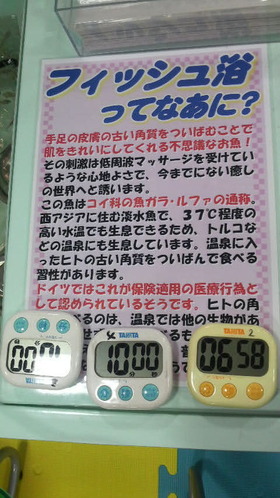 フィッシュ浴
ってなあに?
手足の皮膚の古い角質をついばむことで
肌をきれいにしてくれる不思議なお魚!
その刺激は低周波マッサージを受けてい
るような心地よさで、今までにない癒し
の世界へと誘います。
この魚はコイ科の魚ガラ・ルファの通称。
西アジアに住む淡水魚で、37℃程度の
高い水温でも生息できるため、トルコな
どの温泉にも生息しています。温泉に入
ったヒトの古い角質をついばんで食べる
習性があります。
ドイツではこれが保険適用の医療行為と
して認められているそうです。ヒトの角
べるのは、温泉では他の生物があ
TANITA
1000
TANITA 2
06 58
TANITA 2